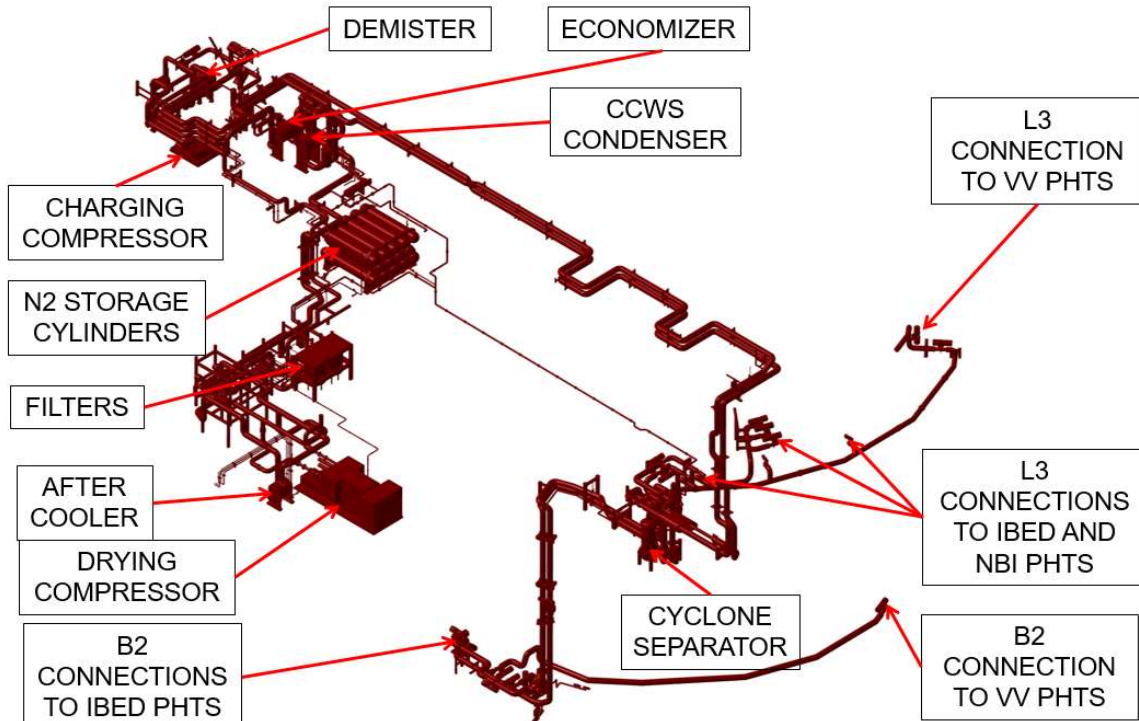 DEMISTER
ECONOMIZER
CCWS
CONDENSER
L3
CONNECTION
TO VV PHTS
CHARGING
COMPRESSOR
N2 STORAGE
CYLINDERS
FILTERS
AFTER
COOLER
DRYING
COMPRESSOR
B2
CONNECTIONS
TO IBED PHTS
CYCLONE
SEPARATOR
L3
CONNECTIONS
TO IBED AND
NBI PHTS
B2
CONNECTION
TO VV PHTS